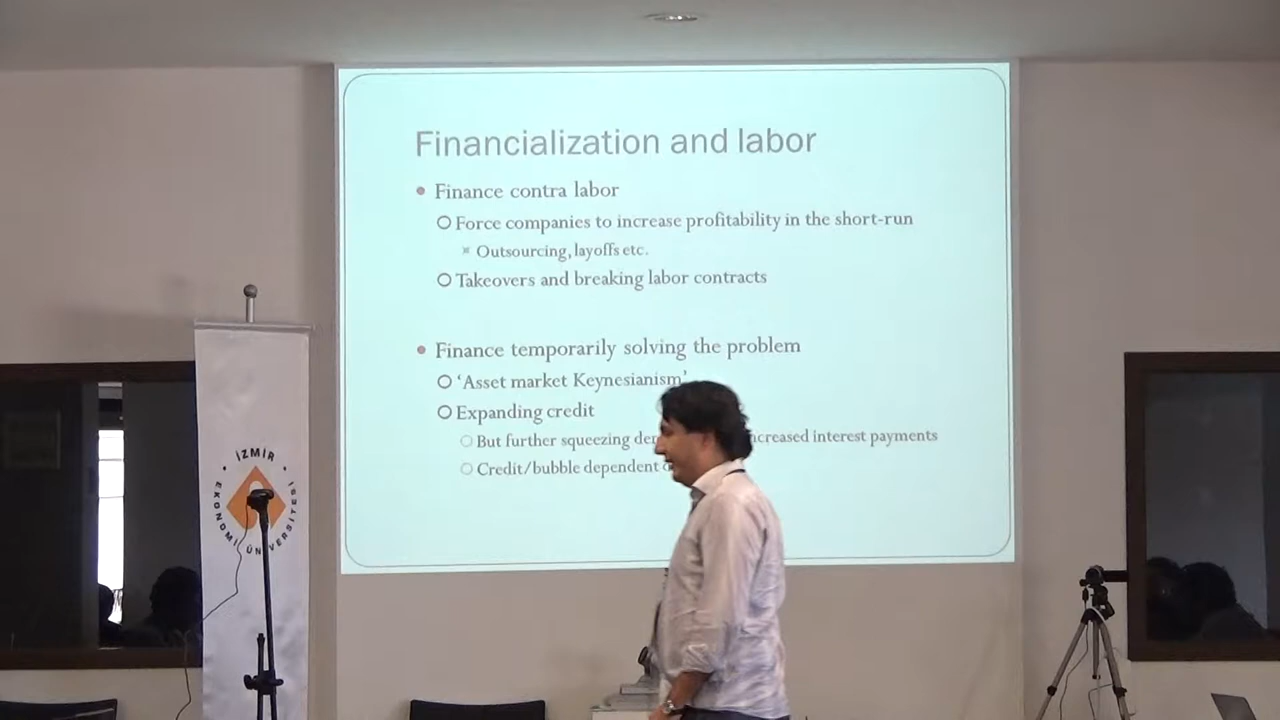 Financialization and labor
Finance contra labor
Force companies to increase profitability in the short-run
Outsourcing, layoffs etc.
Takeovers and breaking labor contracts
Finance temporarily solving the problem
‘Asset market Keynesianism’
Expanding credit
But further squeezing increased interest payments
Credit/bubble dependent
İZMİR
EKONOMİ ÜNİVERSİTESİ